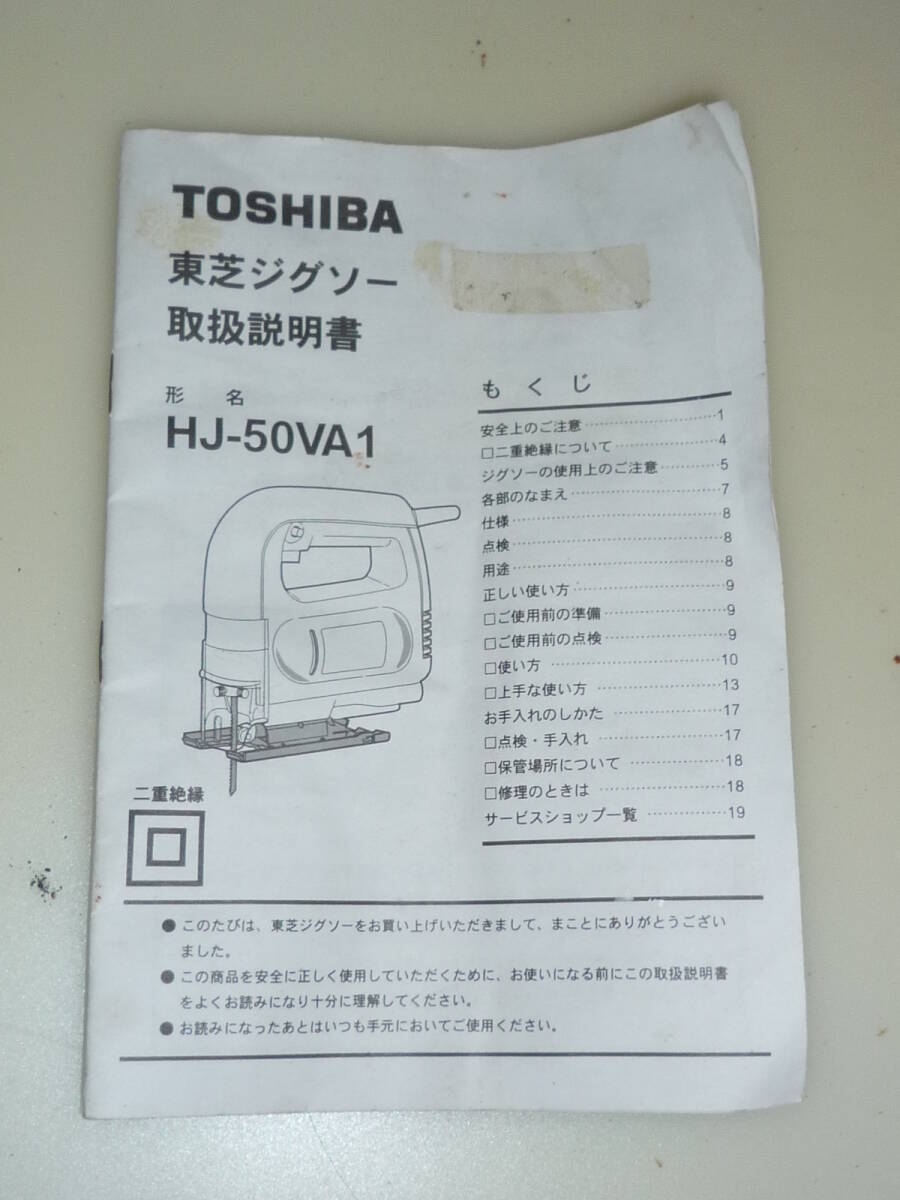 TOSHIBA
東芝ジグソー
取扱説明書
形 名
HJ-50VA1
二重絶縁
もくじ
安全上のご注意……………………1
□二重絶縁について………………4
ジグソーの使用上のご注意…………5
各部のなまえ………………………7
仕様…………………………………8
点検…………………………………8
用途…………………………………8
正しい使い方………………………9
□ご使用前の準備…………………9
□ご使用前の点検…………………9
□使い方……………………………10
□上手な使い方……………………13
お手入れのしかた…………………17
□点検・手入れ……………………17
□保管場所について………………18
□修理のときは……………………18
サービスショップ一覧……………19
● このたびは、東芝ジグソーをお買い上げいただきまして、まことにありがとうござい
ました。
● この商品を安全に正しく使用していただくために、お使いになる前にこの取扱説明書
をよくお読みになり十分に理解してください。
● お読みになったあとはいつも手元においてご使用ください。